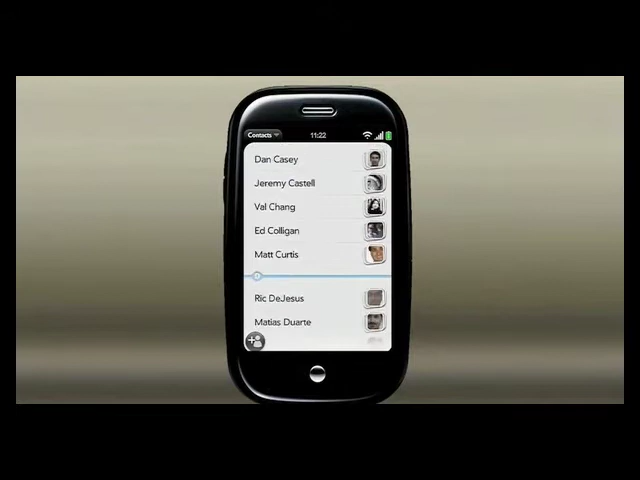 Contacts
11:22
Dan Casey
Jeremy Castell
Val Chang
Ed Colligan
Matt Curtis
Ric DeJesus
Matias Duarte